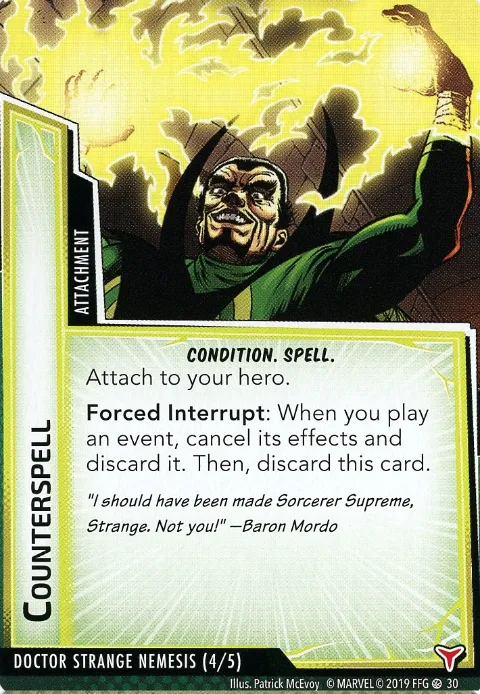 ATTACHMENT
COUNTERSPELL
CONDITION. SPELL.
Attach to your hero.
Forced Interrupt: When you play
an event, cancel its effects and
discard it. Then, discard this card.
"I should have been made Sorcerer Supreme,
Strange. Not you!" —Baron Mordo
DOCTOR STRANGE NEMESIS (4/5)
Illus. Patrick McEvoy © MARVEL © 2019 FFG 30